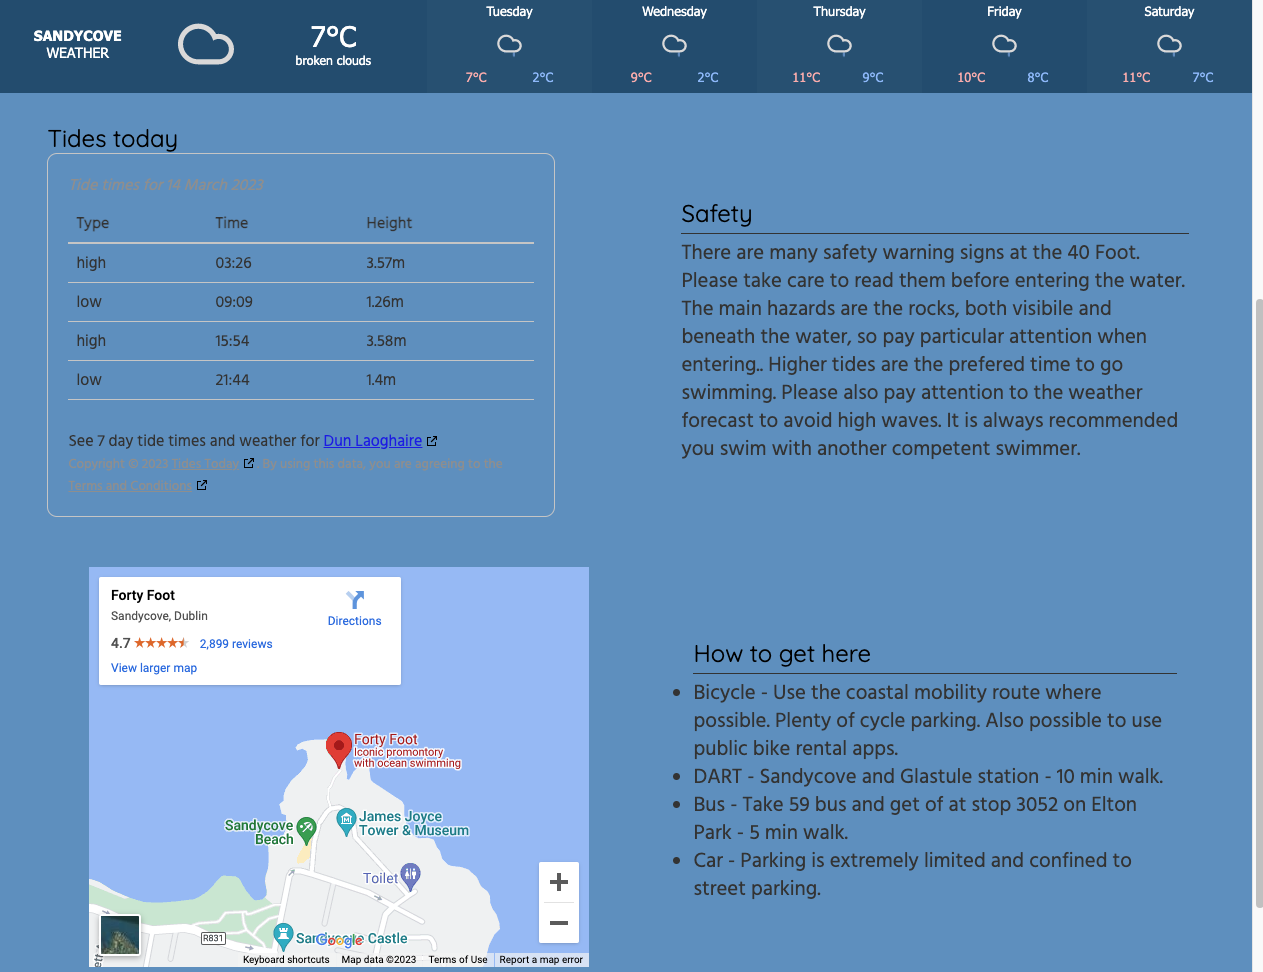 SANDYCOVE
WEATHER
7°C
broken clouds
Tuesday
7°C 2°C
Wednesday
9°C 2°C
Thursday
11°C 9°C
Friday
10°C 8°C
Saturday
11°C 7°C
Tides today
Tide times for 14 March 2023
Type Time Height
high 03:26 3.57m
low 09:09 1.26m
high 15:54 3.58m
low 21:44 1.4m
See 7 day tide times and weather for Dun Laoghaire
Copyright © 2023 Tides Today. By using this data, you are agreeing to the
Terms and Conditions
Safety
There are many safety warning signs at the 40 Foot.
Please take care to read them before entering the water.
The main hazards are the rocks, both visibile and
beneath the water, so pay particular attention when
entering.. Higher tides are the prefered time to go
swimming. Please also pay attention to the weather
forecast to avoid high waves. It is always recommended
you swim with another competent swimmer.
Forty Foot
Sandycove, Dublin
Directions
4.7 2,899 reviews
View larger map
Forty Foot
Iconic promontory
with ocean swimming
James Joyce
Tower & Museum
Sandycove
Beach
Toilet
R831
Sandycove Castle
Google
Keyboard shortcuts Map data ©2023 Terms of Use Report a map error
How to get here
• Bicycle - Use the coastal mobility route where
possible. Plenty of cycle parking. Also possible to use
public bike rental apps.
• DART - Sandycove and Glastule station - 10 min walk.
• Bus - Take 59 bus and get of at stop 3052 on Elton
Park - 5 min walk.
• Car - Parking is extremely limited and confined to
street parking.